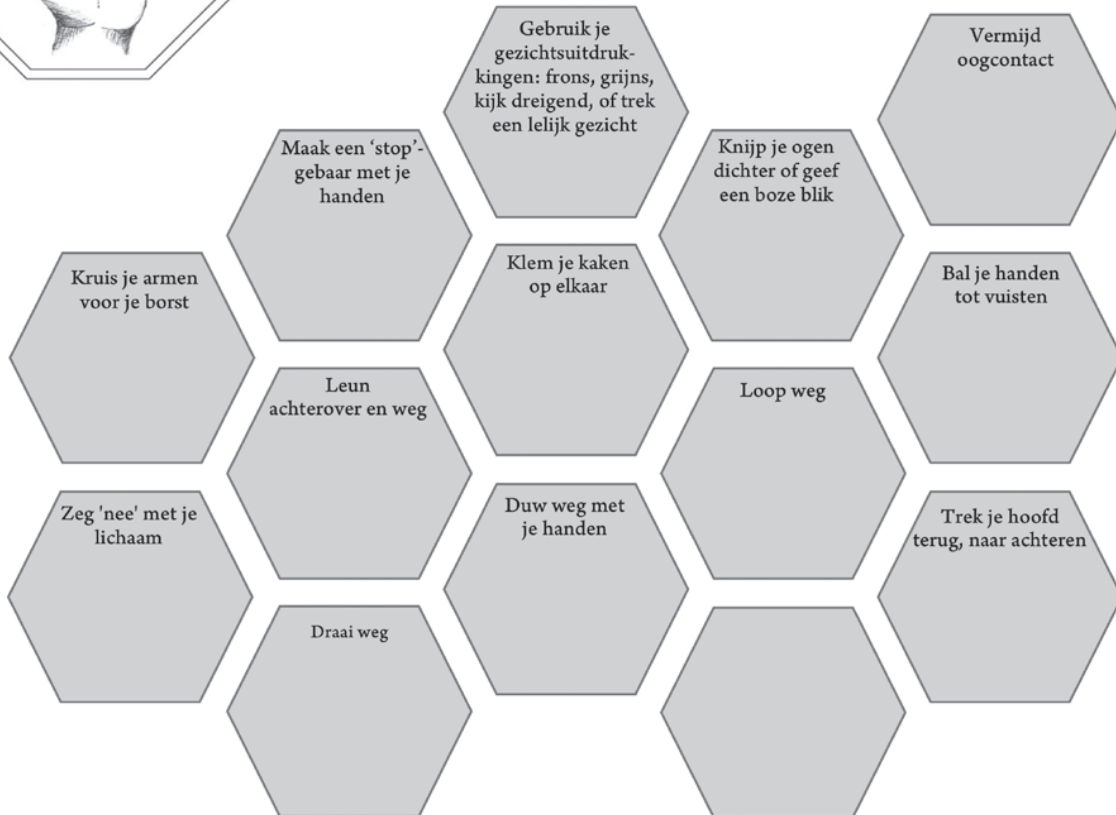 Gebruik je
gezichtsuitdruk-
kingen: frons, grijns,
kijk dreigend, of trek
een lelijk gezicht
Vermijd
oogcontact
Maak een ‘stop’-
gebaar met je
handen
Knijp je ogen
dichter of geef
een boze blik
Kruis je armen
voor je borst
Klem je kaken
op elkaar
Bal je handen
tot vuisten
Leun
achterover en weg
Loop weg
Zeg 'nee' met je
lichaam
Duw weg met
je handen
Trek je hoofd
terug, naar achteren
Draai weg